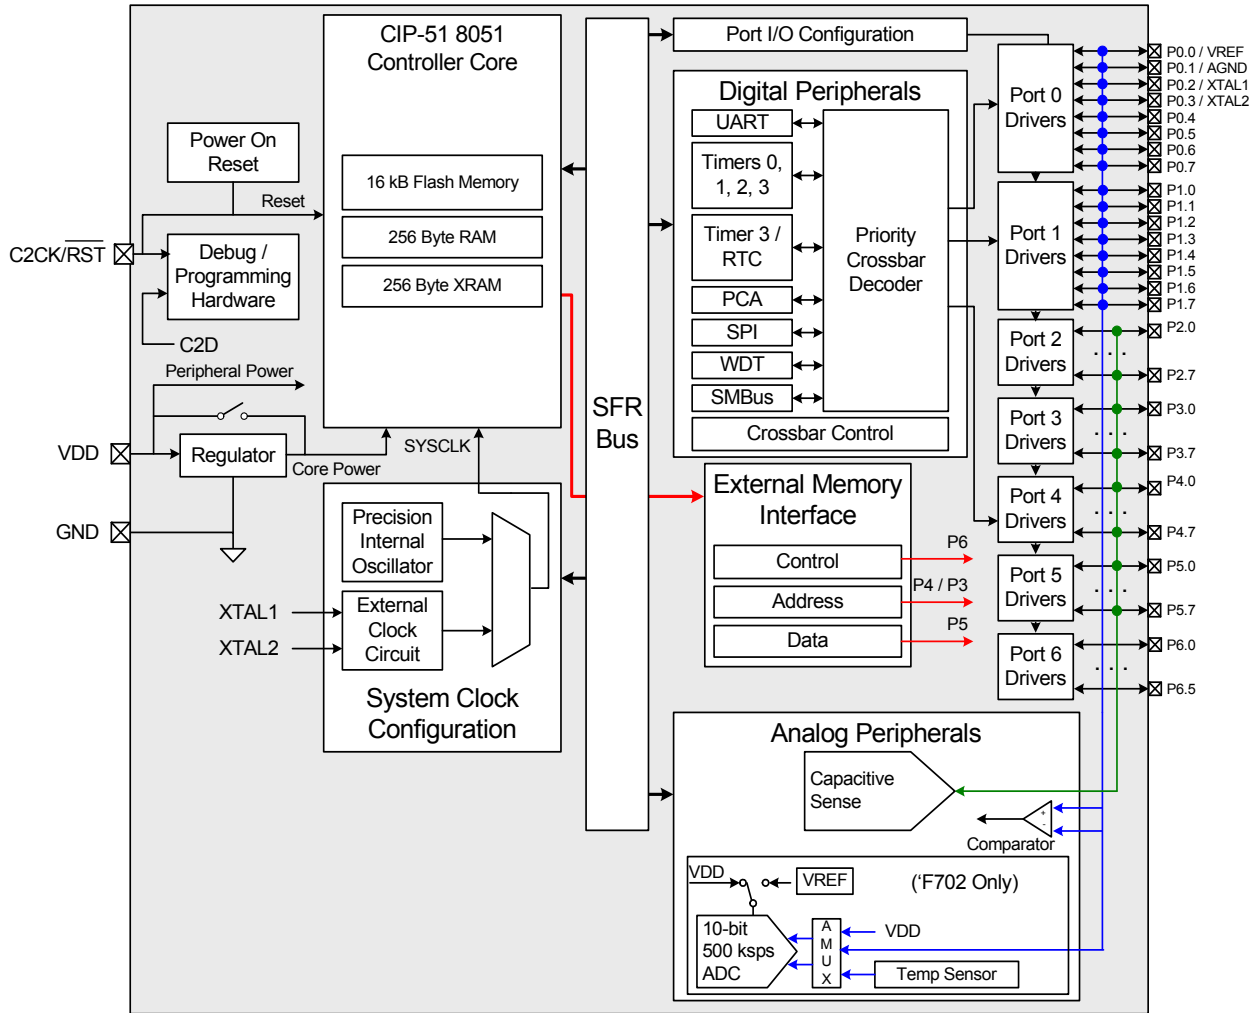 CIP-51 8051
Controller Core
Power On
Reset
Reset
16 kB Flash Memory
256 Byte RAM
256 Byte XRAM
C2CK/RST
Debug /
Programming
Hardware
C2D
Peripheral Power
VDD
Regulator
Core Power
SYSCLK
GND
Precision
Internal
Oscillator
XTAL1
XTAL2
External
Clock
Circuit
System Clock
Configuration
SFR
Bus
Port I/O Configuration
Digital Peripherals
UART
Timers 0,
1, 2, 3
Timer 3 /
RTC
PCA
SPI
WDT
SMBus
Priority
Crossbar
Decoder
Crossbar Control
External Memory
Interface
Control
Address
Data
P6
P4 / P3
P5
Port 0
Drivers
Port 1
Drivers
Port 2
Drivers
Port 3
Drivers
Port 4
Drivers
Port 5
Drivers
Port 6
Drivers
P0.0 / VREF
P0.1 / AGND
P0.2 / XTAL1
P0.3 / XTAL2
P0.4
P0.5
P0.6
P0.7
P1.0
P1.1
P1.2
P1.3
P1.4
P1.5
P1.6
P1.7
P2.0
. . .
P2.7
P3.0
. . .
P3.7
P4.0
. . .
P4.7
P5.0
. . .
P5.7
P6.0
. . .
P6.5
Analog Peripherals
Capacitive
Sense
+
-
Comparator
VDD
VREF
('F702 Only)
10-bit
500 ksps
ADC
A
M
U
X
VDD
Temp Sensor